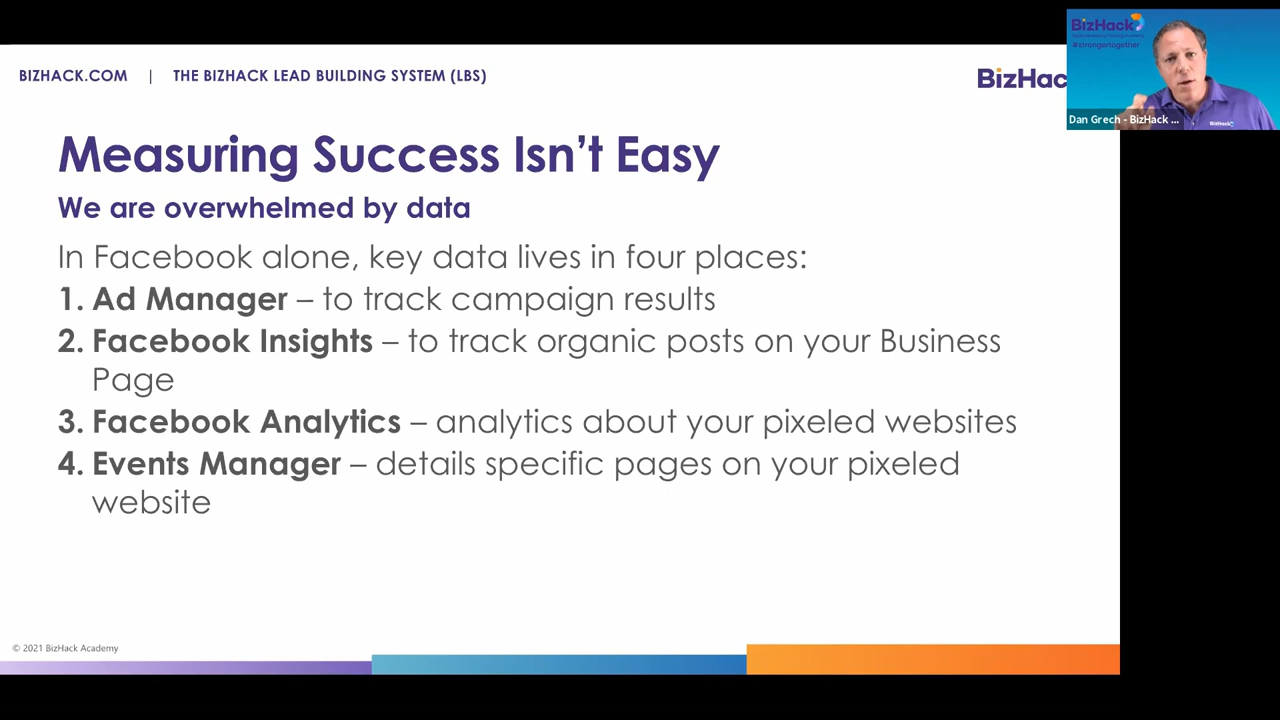 BIZHACK.COM | THE BIZHACK LEAD BUILDING SYSTEM (LBS)
BizHac
BizHack
#strongertogether
Dan Grech - BizHack ...
BizHack
Measuring Success Isn’t Easy
We are overwhelmed by data
In Facebook alone, key data lives in four places:
1. Ad Manager – to track campaign results
2. Facebook Insights – to track organic posts on your Business
Page
3. Facebook Analytics – analytics about your pixeled websites
4. Events Manager – details specific pages on your pixeled
website
© 2021 BizHack Academy